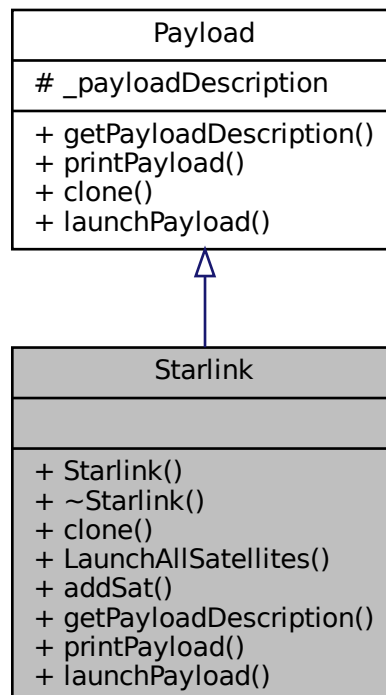 Payload
# _payloadDescription
+ getPayloadDescription()
+ printPayload()
+ clone()
+ launchPayload()
Starlink
+ Starlink()
+ ~Starlink()
+ clone()
+ LaunchAllSatellites()
+ addSat()
+ getPayloadDescription()
+ printPayload()
+ launchPayload()